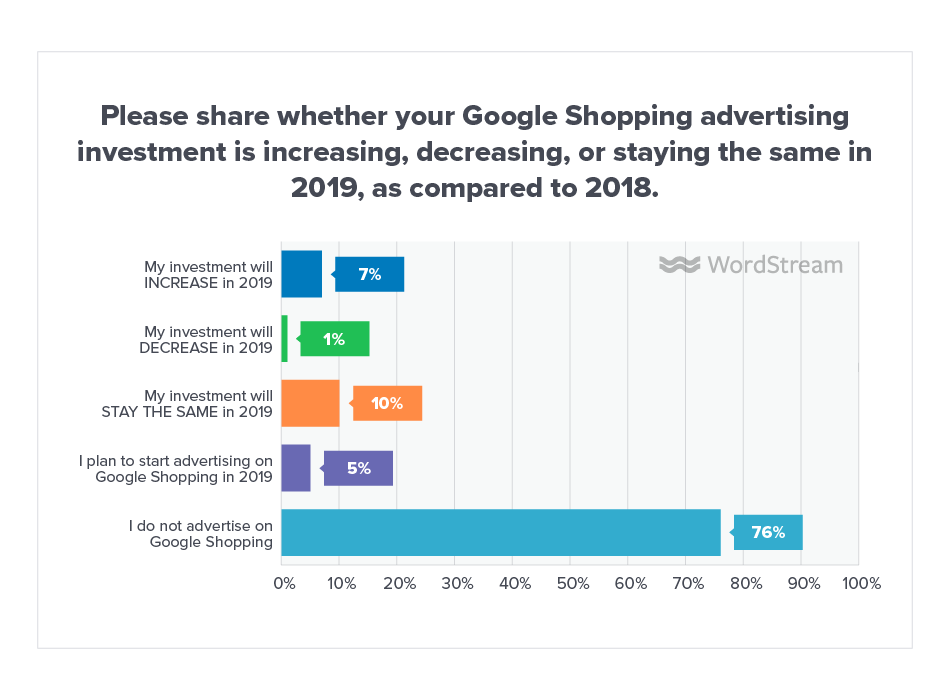 Please share whether your Google Shopping advertising
investment is increasing, decreasing, or staying the same in
2019, as compared to 2018.
WordStream
My investment will
INCREASE in 2019
7%
My investment will
DECREASE in 2019
1%
My investment will
STAY THE SAME in 2019
10%
I plan to start advertising on
Google Shopping in 2019
5%
I do not advertise on
Google Shopping
76%
0% 10% 20% 30% 40% 50% 60% 70% 80% 90% 100%